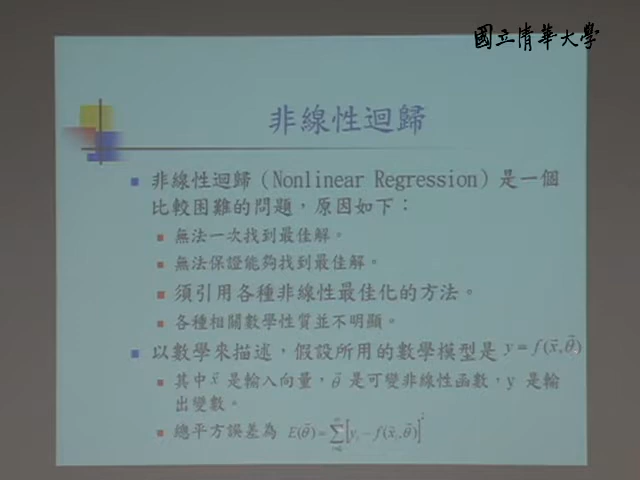 國立清華大學
非線性迴歸
非線性迴歸（Nonlinear Regression）是一個
比較困難的問題，原因如下：
無法一次找到最佳解。
無法保證能夠找到最佳解。
須引用各種非線性最佳化的方法。
各種相關數學性質並不明顯。
以數學來描述，假設所用的數學模型是 y = f(x⃗, θ⃗)
其中 x⃗ 是輸入向量，θ⃗ 是可變非線性函數，y 是輸
出變數。
總平方誤差為 E(θ⃗) = ∑[y_i − f(x⃗_i, θ⃗)]²